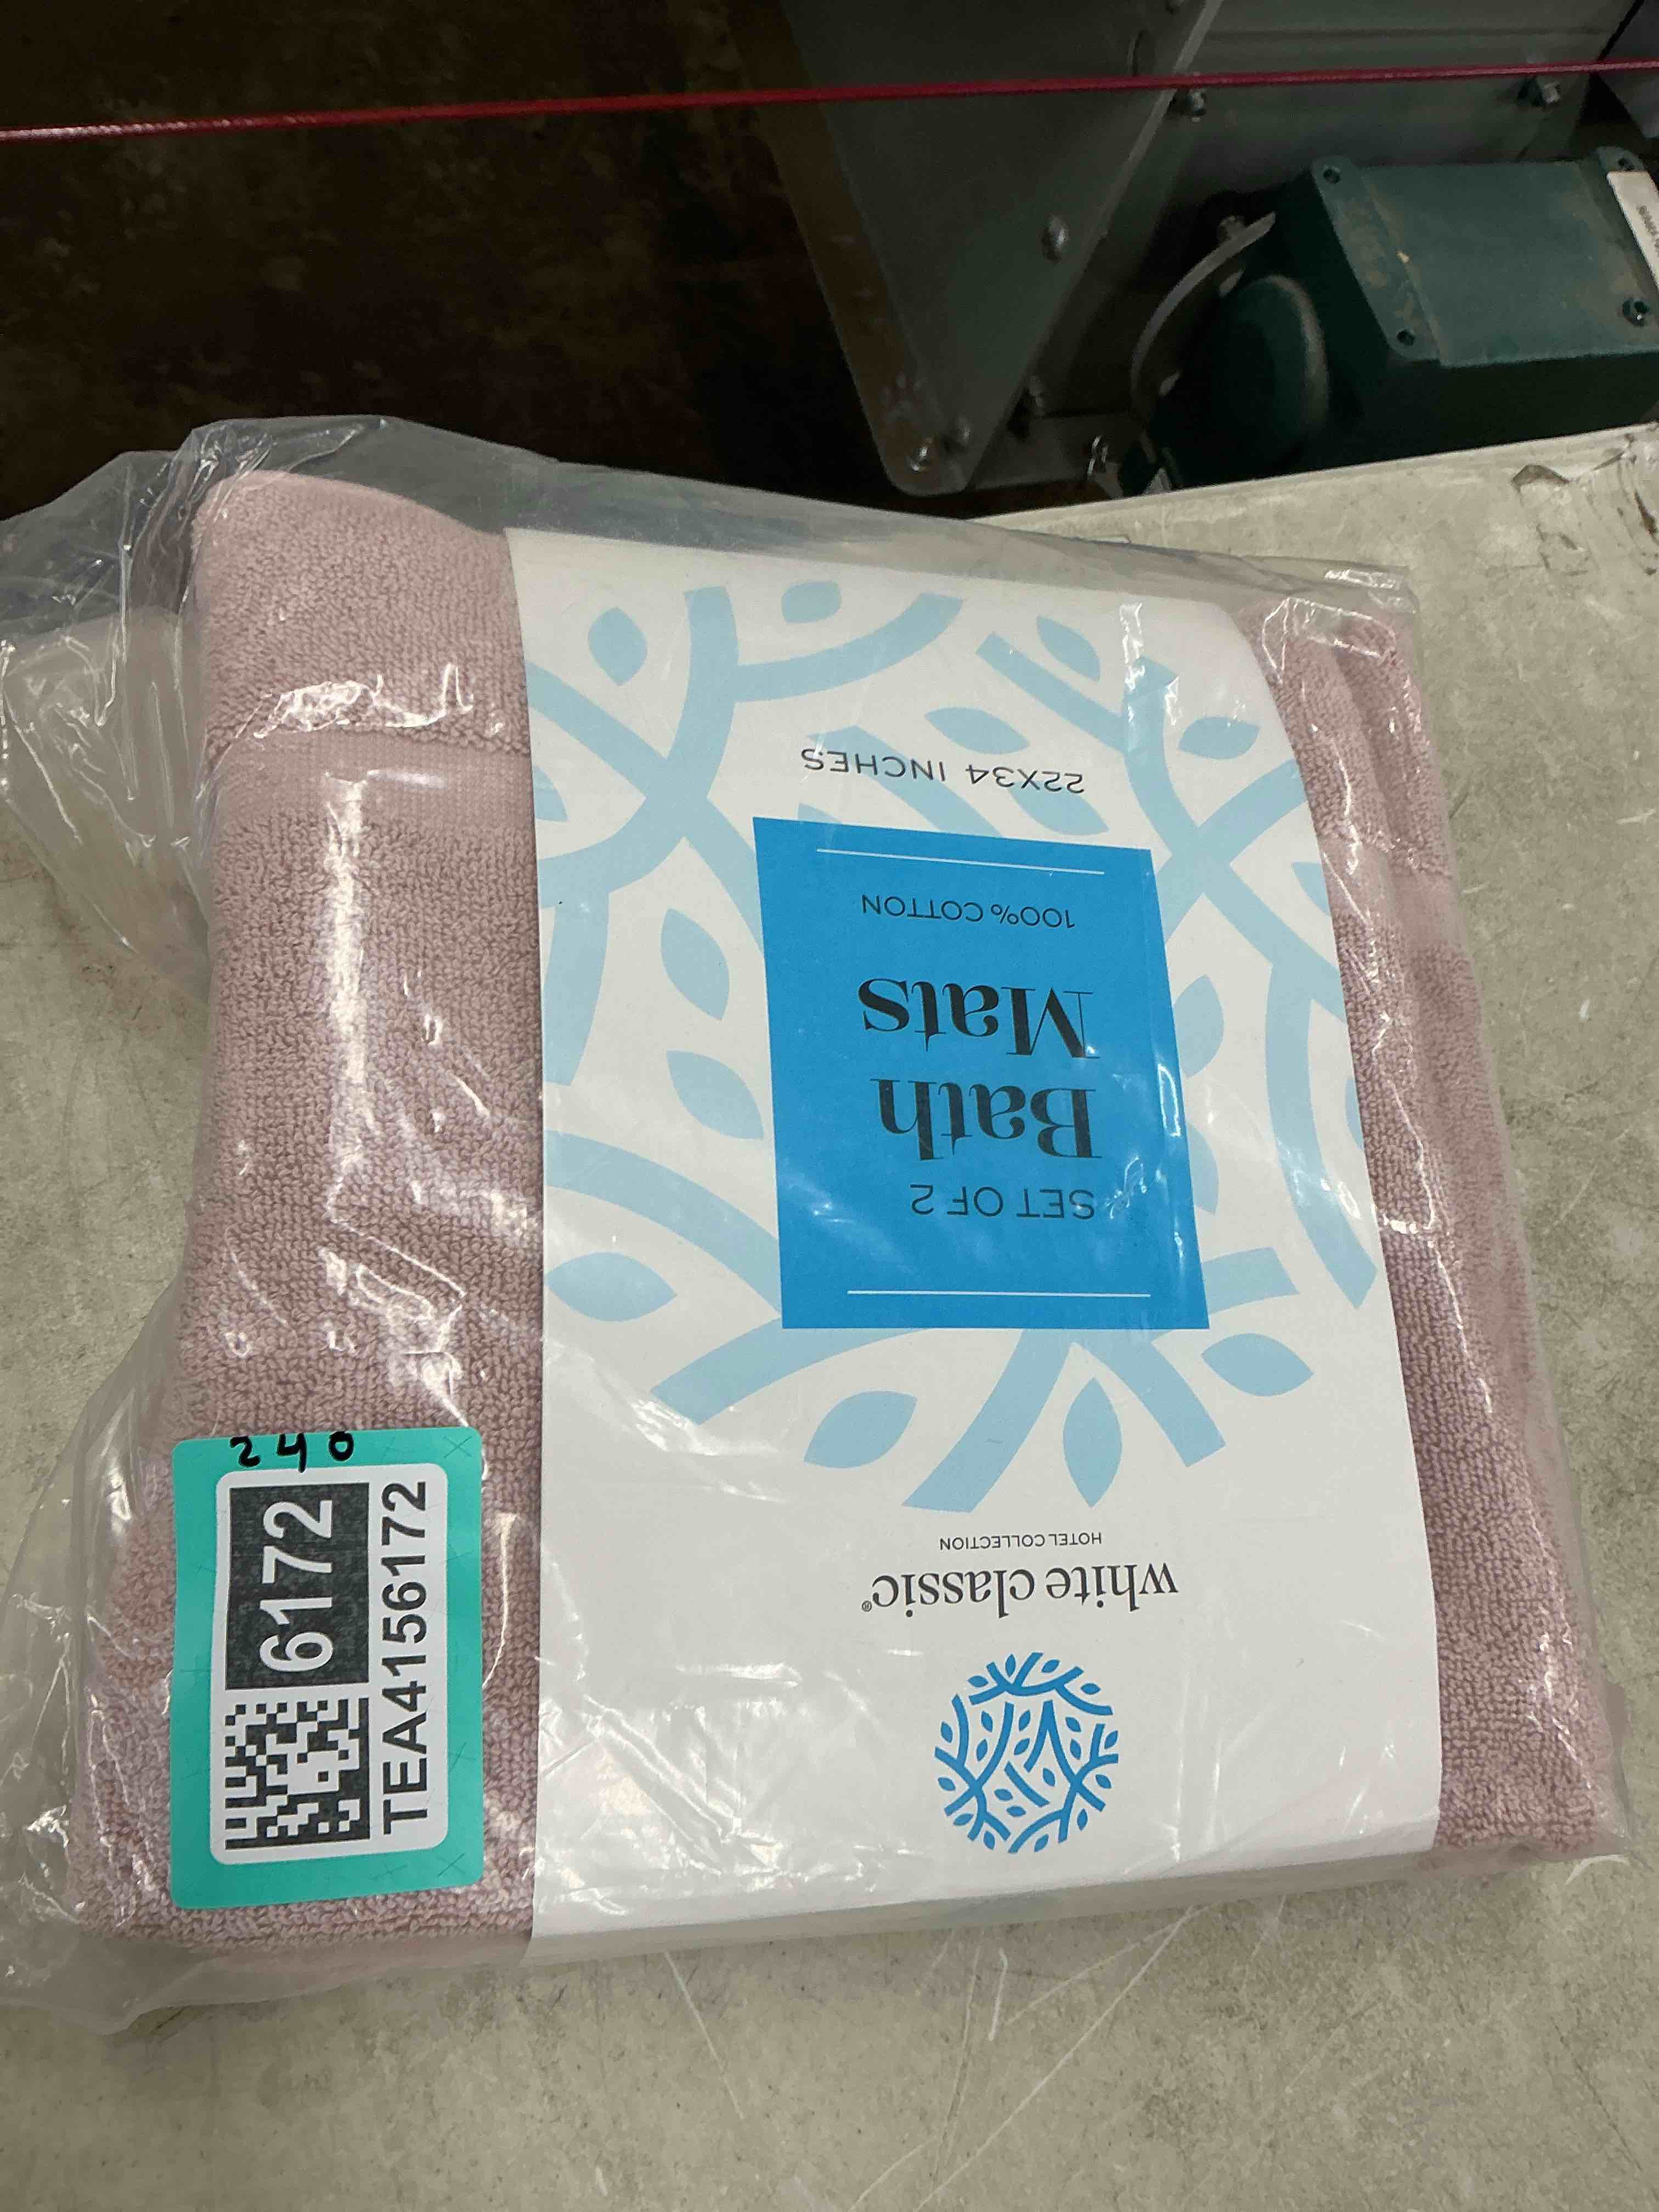 white classic®
HOTEL COLLECTION
SET OF 2
Bath
Mats
100% COTTON
22X34 INCHES
240
6172
TEA4156172